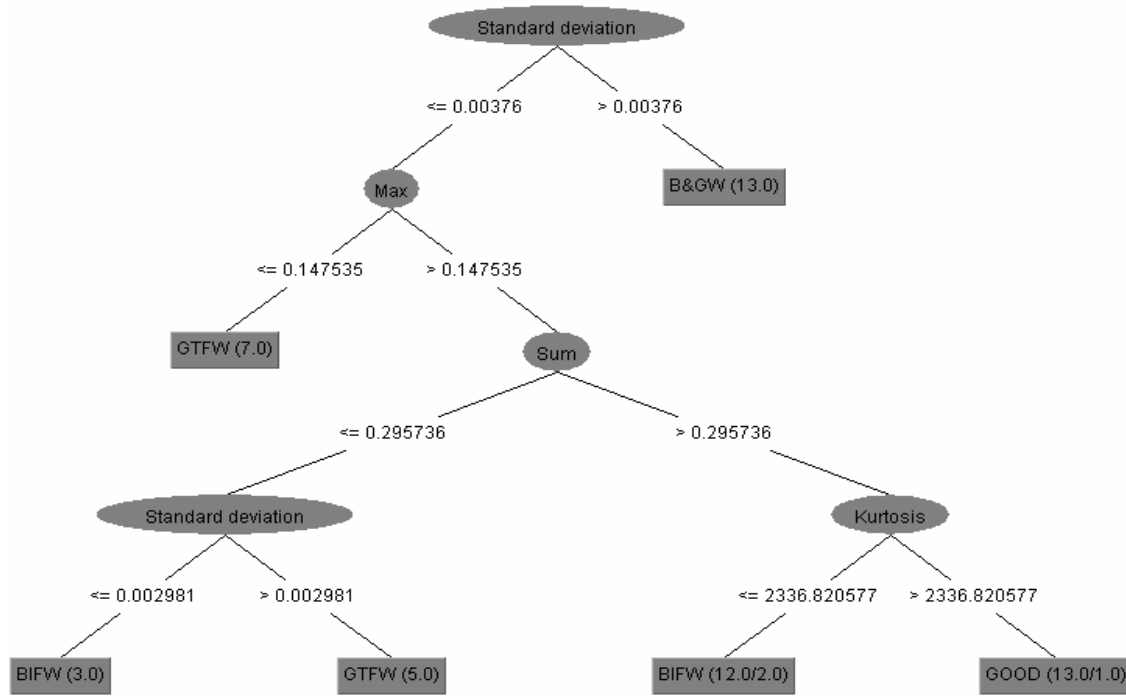 Standard deviation
<= 0.00376
> 0.00376
Max
B&GW (13.0)
<= 0.147535
> 0.147535
GTFW (7.0)
Sum
<= 0.295736
> 0.295736
Standard deviation
Kurtosis
<= 0.002981
> 0.002981
<= 2336.820577
> 2336.820577
BIFW (3.0)
GTFW (5.0)
BIFW (12.0/2.0)
GOOD (13.0/1.0)